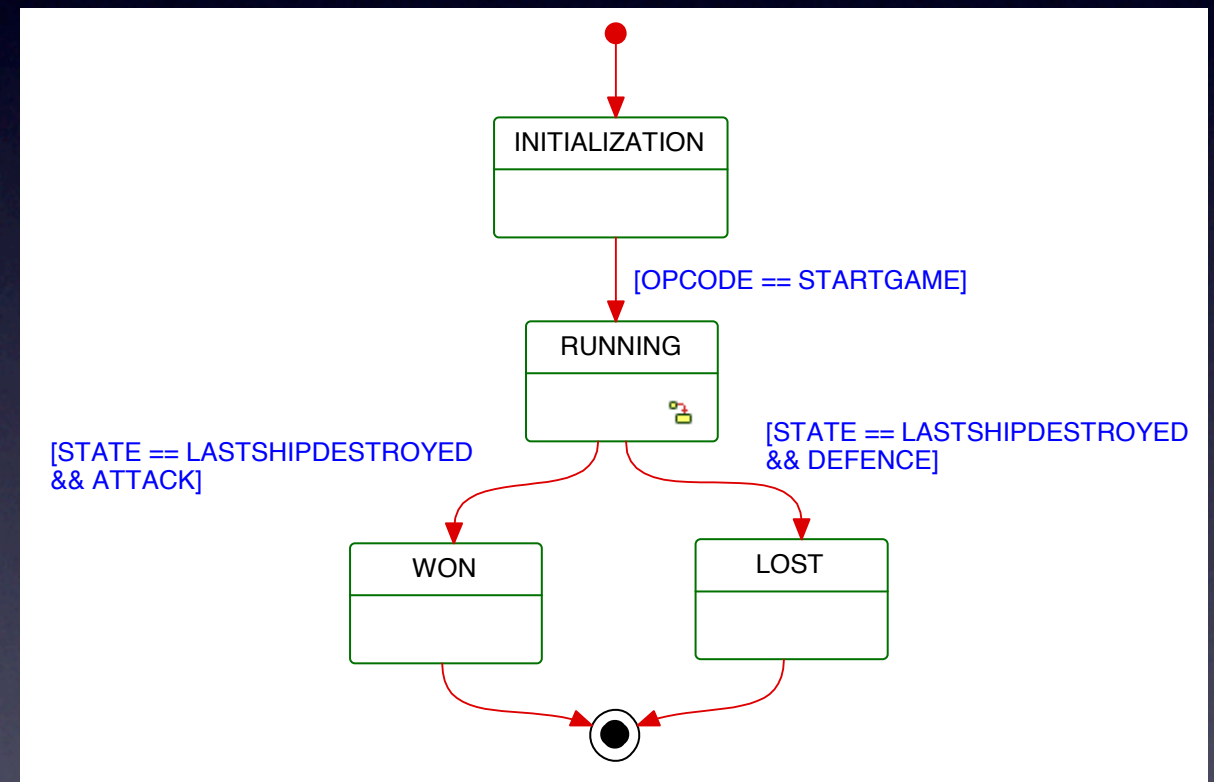 INITIALIZATION
[OPCODE == STARTGAME]
RUNNING
[STATE == LASTSHIPDESTROYED
&& ATTACK]
[STATE == LASTSHIPDESTROYED
&& DEFENCE]
WON
LOST